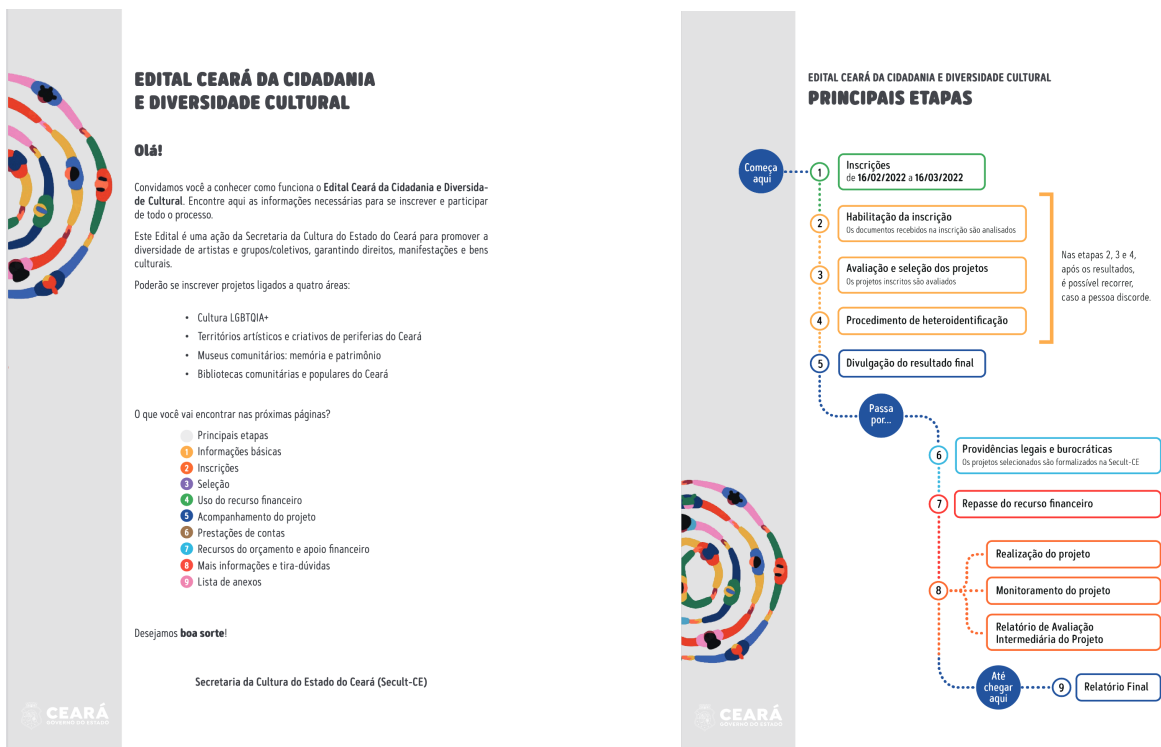 EDITAL CEARÁ DA CIDADANIA
E DIVERSIDADE CULTURAL
Olá!
Convidamos você a conhecer como funciona o Edital Ceará da Cidadania e Diversida-
de Cultural. Encontre aqui as informações necessárias para se inscrever e participar
de todo o processo.
Este Edital é uma ação da Secretaria da Cultura do Estado do Ceará para promover a
diversidade de artistas e grupos/coletivos, garantindo direitos, manifestações e bens
culturais.
Poderão se inscrever projetos ligados a quatro áreas:
• Cultura LGBTQIA+
• Territórios artísticos e criativos de periferias do Ceará
• Museus comunitários: memória e patrimônio
• Bibliotecas comunitárias e populares do Ceará
O que você vai encontrar nas próximas páginas?
Principais etapas
1 Informações básicas
2 Inscrições
3 Seleção
4 Uso do recurso financeiro
5 Acompanhamento do projeto
6 Prestações de contas
7 Recursos do orçamento e apoio financeiro
8 Mais informações e tira-dúvidas
9 Lista de anexos
Desejamos boa sorte!
Secretaria da Cultura do Estado do Ceará (Secult-CE)
CEARÁ
GOVERNO DO ESTADO
EDITAL CEARÁ DA CIDADANIA E DIVERSIDADE CULTURAL
PRINCIPAIS ETAPAS
Começa
aqui
1
Inscrições
de 16/02/2022 a 16/03/2022
2
Habilitação da inscrição
Os documentos recebidos na inscrição são analisados
3
Avaliação e seleção dos projetos
Os projetos inscritos são avaliados
4
Procedimento de heteroidentificação
Nas etapas 2, 3 e 4,
após os resultados,
é possível recorrer,
caso a pessoa discorde.
5
Divulgação do resultado final
Passa
por...
6
Providências legais e burocráticas
Os projetos selecionados são formalizados na Secult-CE
7
Repasse do recurso financeiro
8
Realização do projeto
Monitoramento do projeto
Relatório de Avaliação
Intermediária do Projeto
Até
chegar
aqui
9
Relatório Final
CEARÁ
GOVERNO DO ESTADO